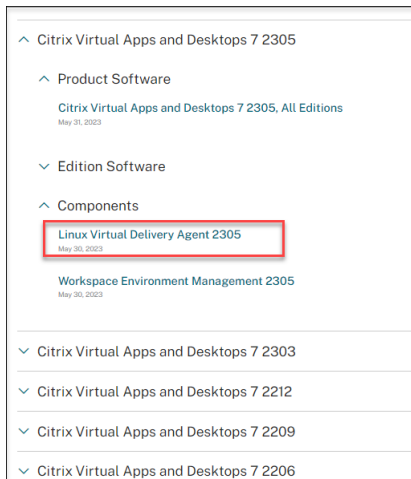 Citrix Virtual Apps and Desktops 7 2305
Product Software
Citrix Virtual Apps and Desktops 7 2305, All Editions
May 31, 2023
Edition Software
Components
Linux Virtual Delivery Agent 2305
May 30, 2023
Workspace Environment Management 2305
May 30, 2023
Citrix Virtual Apps and Desktops 7 2303
Citrix Virtual Apps and Desktops 7 2212
Citrix Virtual Apps and Desktops 7 2209
Citrix Virtual Apps and Desktops 7 2206